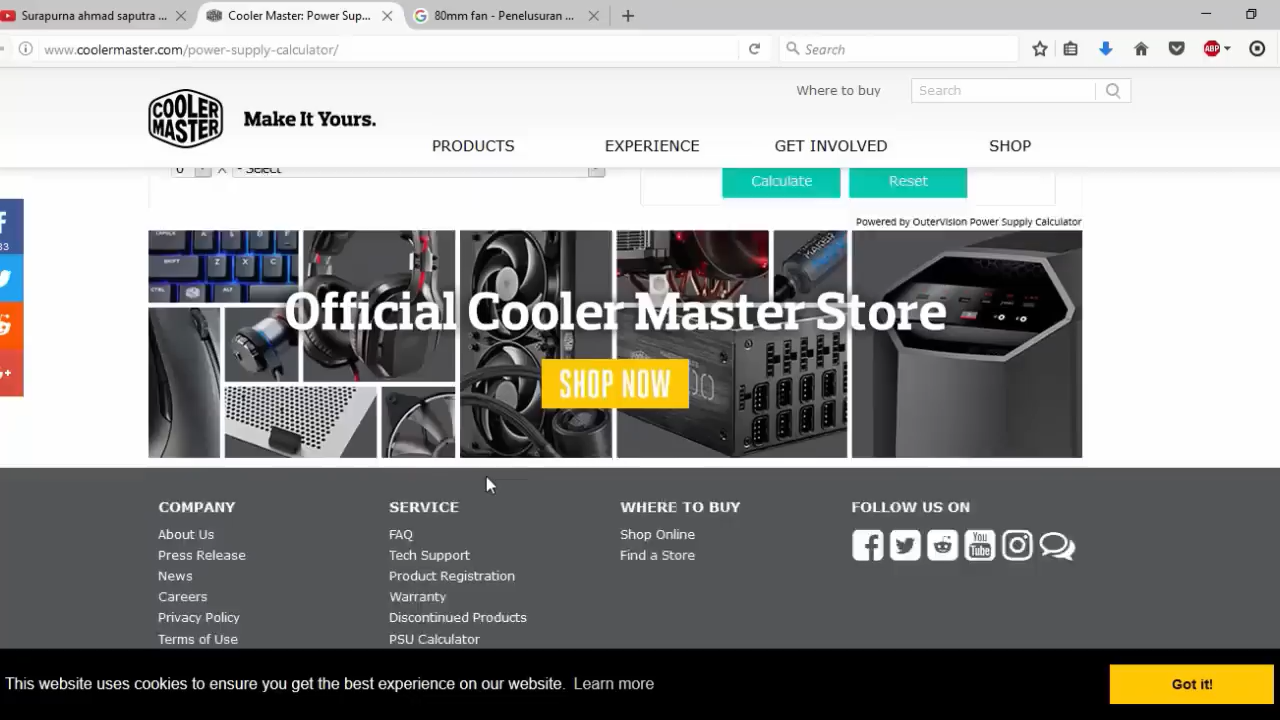 Surapurna ahmad saputra
Cooler Master: Power Sup...
80mm fan - Penelusuran ...
www.coolermaster.com/power-supply-calculator/
Search
ABP
Where to buy
Search
COOLER
MASTER
Make It Yours.
PRODUCTS
EXPERIENCE
GET INVOLVED
SHOP
0
X
- Select
Calculate
Reset
Powered by OuterVision Power Supply Calculator
Official Cooler Master Store
SHOP NOW
COMPANY
About Us
Press Release
News
Careers
Privacy Policy
Terms of Use
SERVICE
FAQ
Tech Support
Product Registration
Warranty
Discontinued Products
PSU Calculator
WHERE TO BUY
Shop Online
Find a Store
FOLLOW US ON
You
Tube
This website uses cookies to ensure you get the best experience on our website. Learn more
Got it!